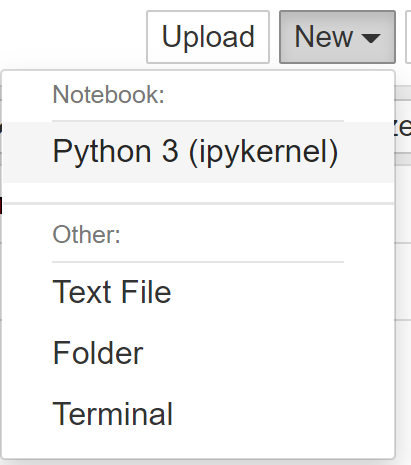 Upload New
Notebook:
Python 3 (ipykernel)
Other:
Text File
Folder
Terminal